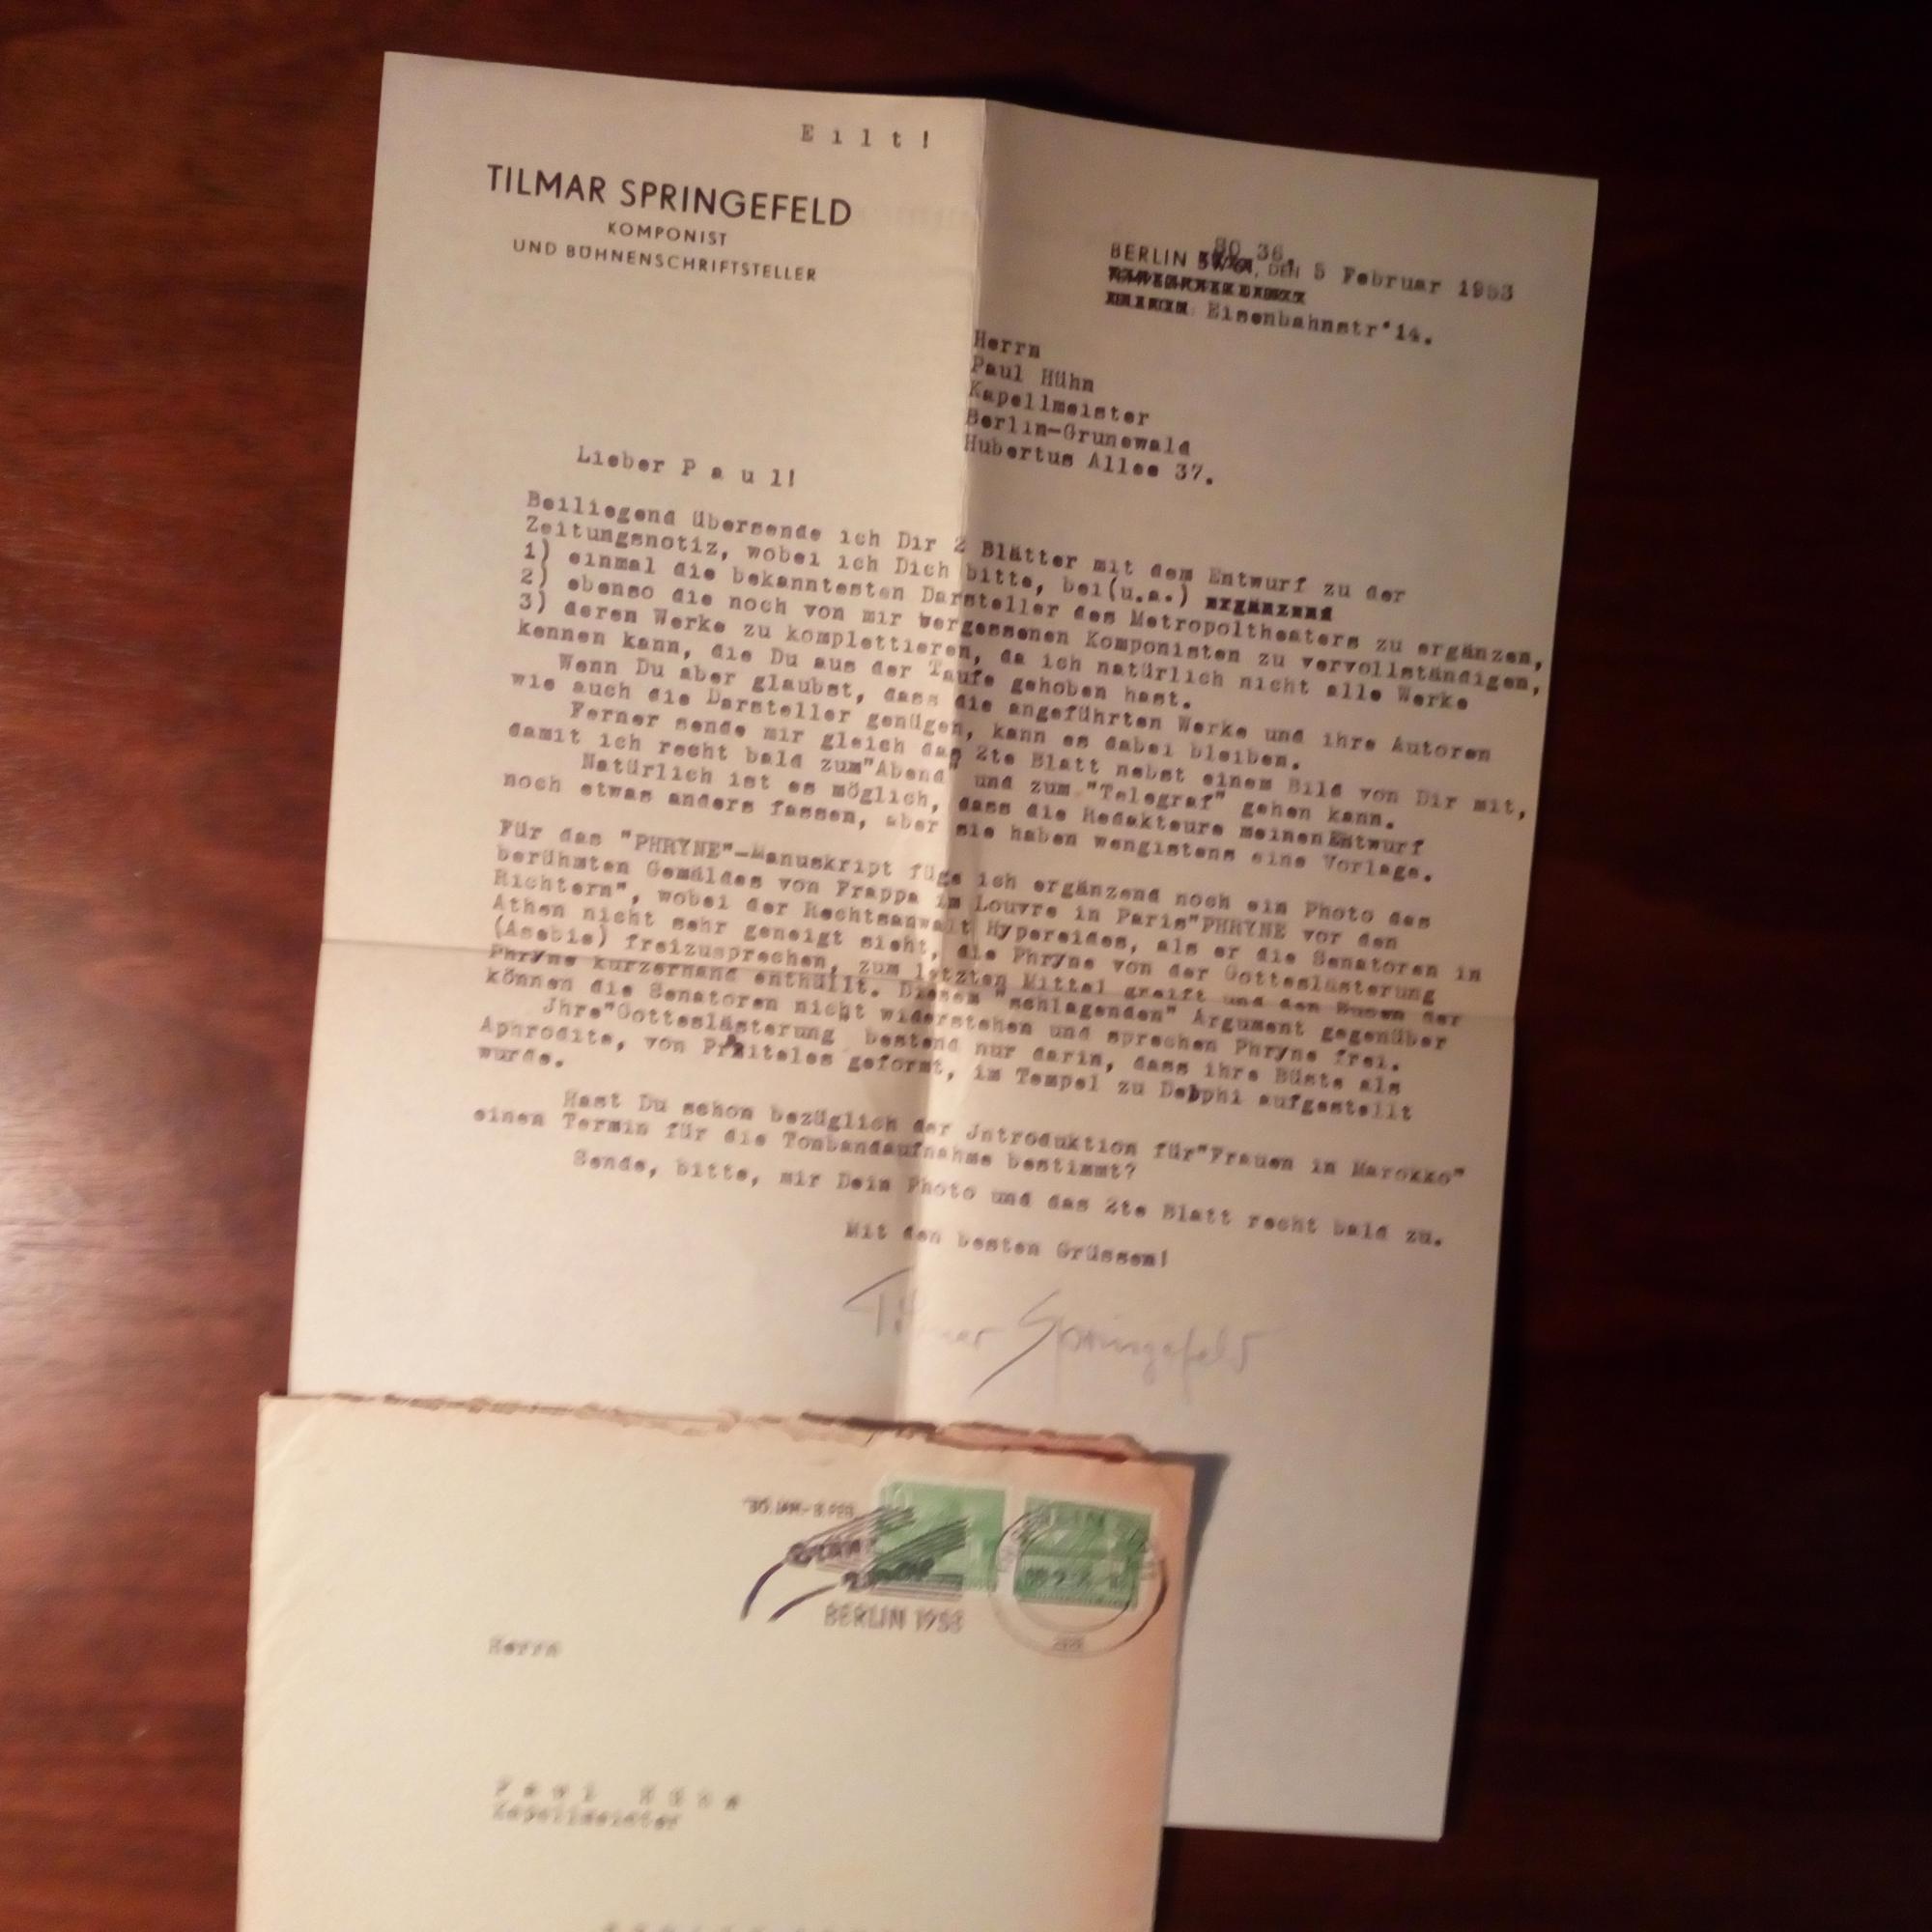 E i l t !
TILMAR SPRINGEFELD
KOMPONIST
UND BÜHNENSCHRIFTSTELLER
SO 36,
BERLIN DEN 5 Februar 1953
Eisenbahnstr'14.
Herrn
Paul Hühn
Kapellmeister
Berlin-Grunewald
Hubertus Allee 37.
Lieber P a u l!
Beiliegend übersende ich Dir 2 Blätter mit dem Entwurf zu der
Zeitungsnotiz, wobei ich Dich bitte, bei(u.a.) ergänzend
1) einmal die bekanntesten Darsteller des Metropoltheaters zu ergänzen,
2) ebenso die noch von mir vergessenen Komponisten zu vervollständigen,
3) deren Werke zu komplettieren, da ich natürlich nicht alle Werke
kennen kann, die Du aus der Taufe gehoben hast.
Wenn Du aber glaubst, dass die angeführten Werke und ihre Autoren
wie auch die Darsteller genügen, kann es dabei bleiben.
Ferner sende mir gleich das 2te Blatt nebst einem Bild von Dir mit,
damit ich recht bald zum"Abend" und zum "Telegraf" gehen kann.
Natürlich ist es möglich, dass die Redakteure meinen Entwurf
noch etwas anders fassen, aber sie haben wengistens eine Vorlage.
Für das "PHRYNE"-Manuskript füge ich ergänzend noch ein Photo des
berühmten Gemäldes von Frappa im Louvre in Paris"PHRYNE vor den
Richtern", wobei der Rechtsanwalt Hypereides, als er die Senatoren in
Athen nicht sehr geneigt sieht, die Phryne von der Gotteslästerung
(Asebie) freizusprechen, zum letzten Mittel greift und den Busen der
Phryne kurzerhand enthüllt. Diesem "schlagenden" Argument gegenüber
können die Senatoren nicht widerstehen und sprechen Phryne frei.
Jhre"Gotteslästerung bestand nur darin, dass ihre Büste als
Aphrodite, von Praiteles geformt, im Tempel zu Delphi aufgestellt
wurde.
Hast Du schon bezüglich der Jntroduktion für"Frauen in Marokko"
einen Termin für die Tonbandaufnahme bestimmt?
Sende, bitte, mir Dein Photo und das 2te Blatt recht bald zu.
Mit den besten Grüssen!
Tilmar Springefeld
30. JAN.-8. FEB.
BERLIN 1953
Herrn
P a u l H ü h n
Kapellmeister